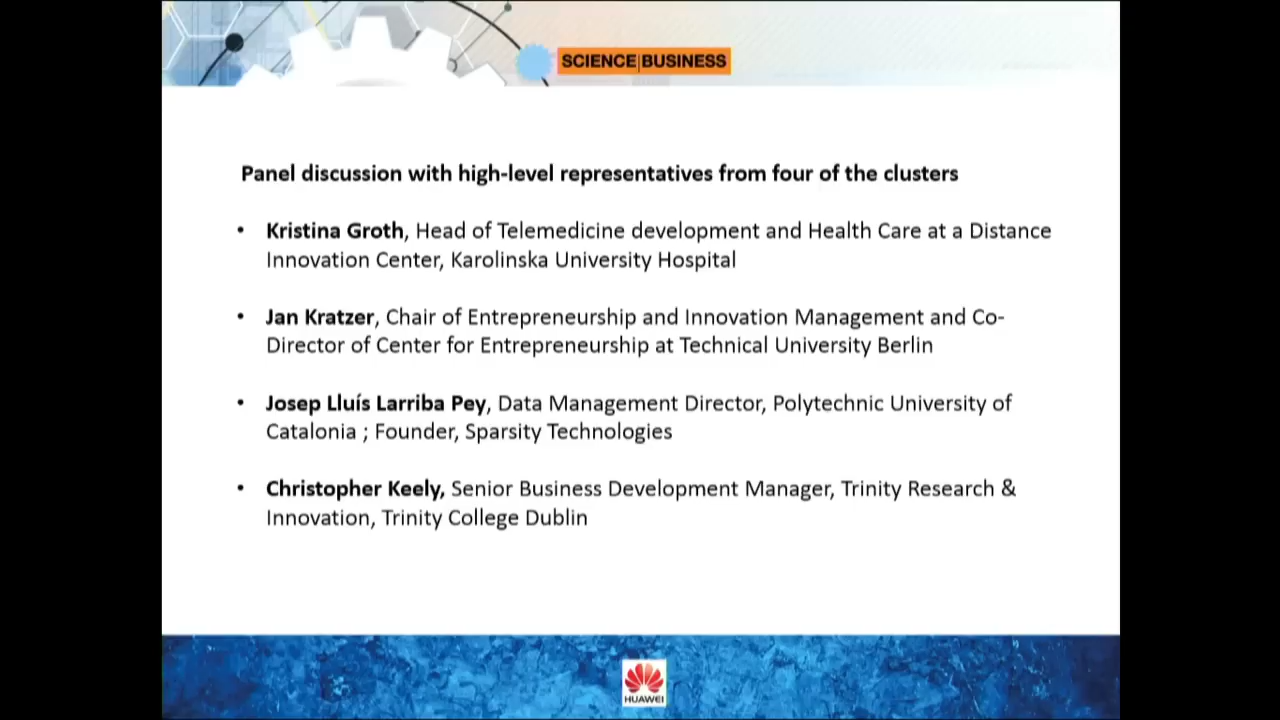 SCIENCE|BUSINESS
Panel discussion with high-level representatives from four of the clusters
• Kristina Groth, Head of Telemedicine development and Health Care at a Distance
Innovation Center, Karolinska University Hospital
• Jan Kratzer, Chair of Entrepreneurship and Innovation Management and Co-
Director of Center for Entrepreneurship at Technical University Berlin
• Josep Lluís Larriba Pey, Data Management Director, Polytechnic University of
Catalonia ; Founder, Sparsity Technologies
• Christopher Keely, Senior Business Development Manager, Trinity Research &
Innovation, Trinity College Dublin
HUAWEI